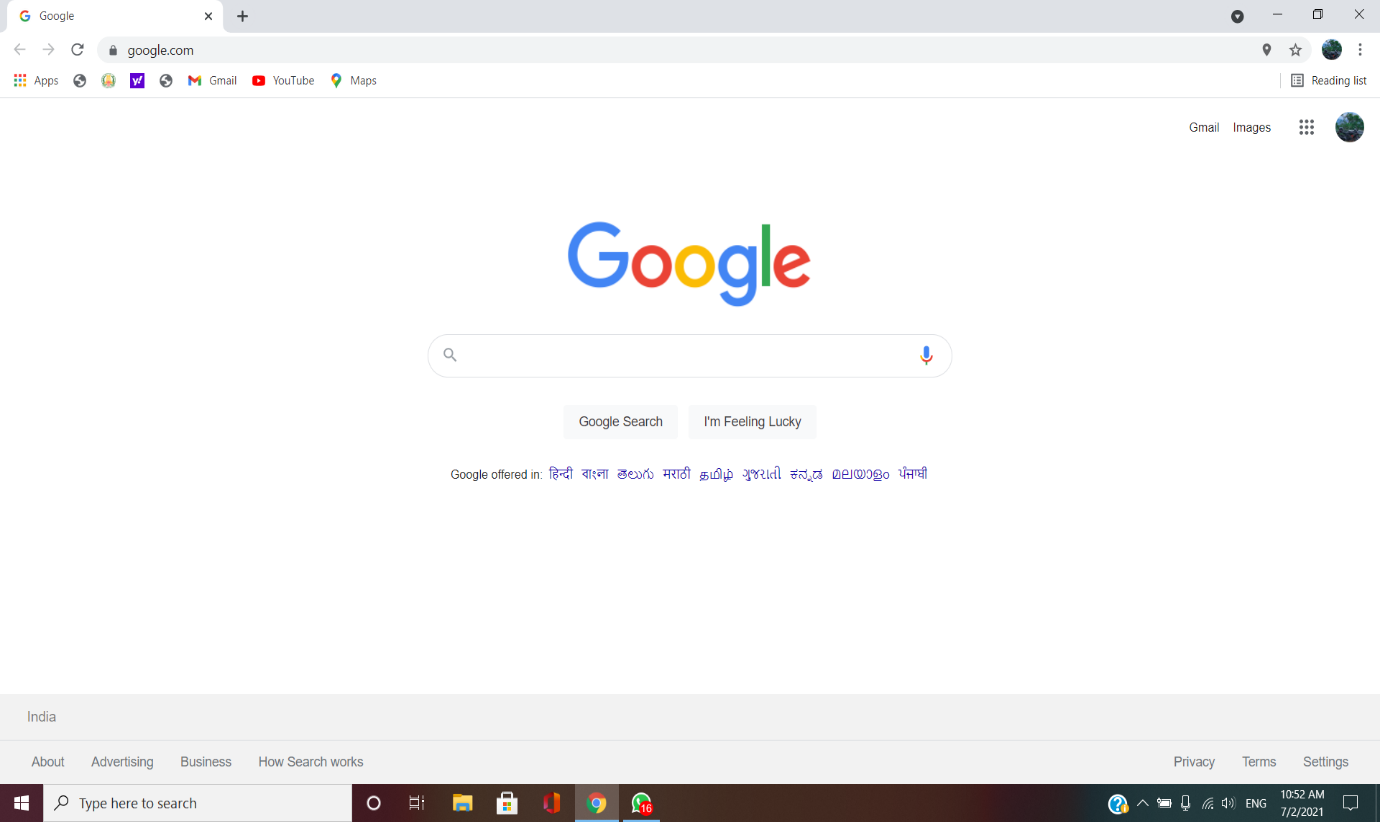 Google
google.com
Apps Gmail YouTube Maps Reading list
Gmail Images
Google
Google Search I'm Feeling Lucky
Google offered in: हिन्दी বাংলা తెలుగు मराठी தமிழ் ગુજરાતી ಕನ್ನಡ മലയാളം ਪੰਜਾਬੀ
India
About Advertising Business How Search works Privacy Terms Settings
Type here to search 16 ENG 10:52 AM
7/2/2021